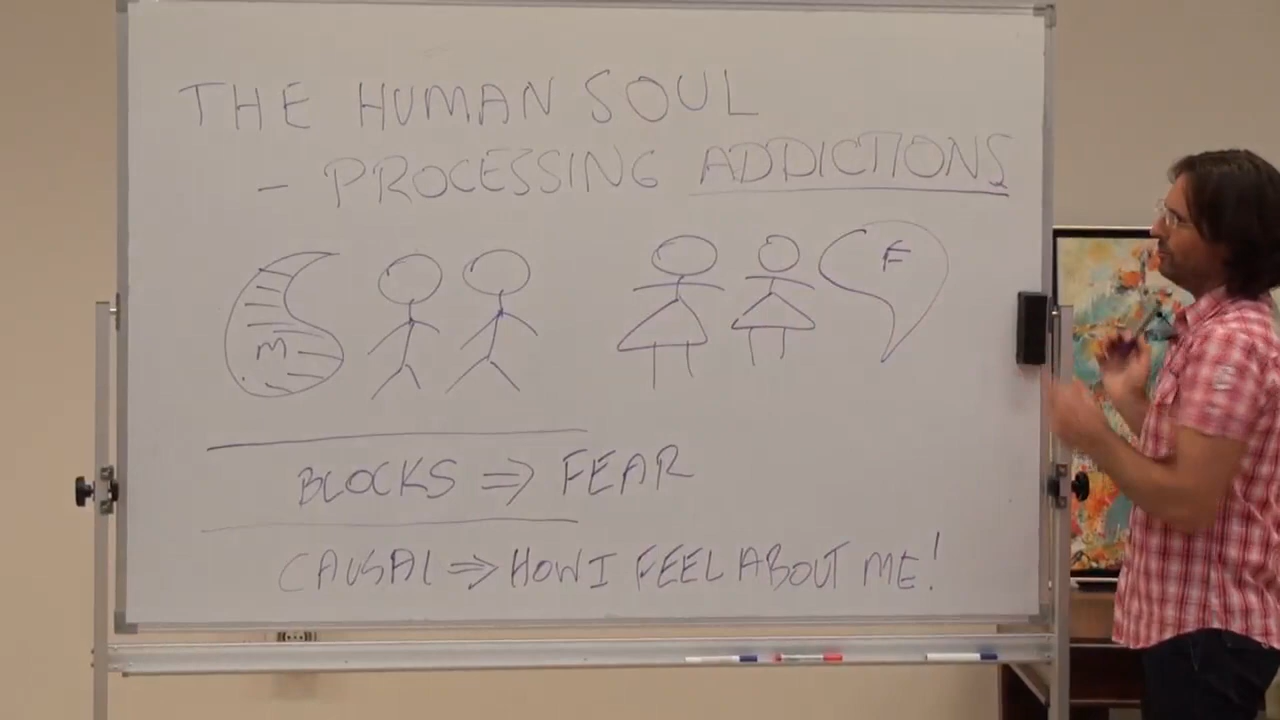 THE HUMAN SOUL
- PROCESSING ADDICTIONS
F
M
BLOCKS ⇒ FEAR
CAUSAL ⇒ HOW I FEEL ABOUT ME!